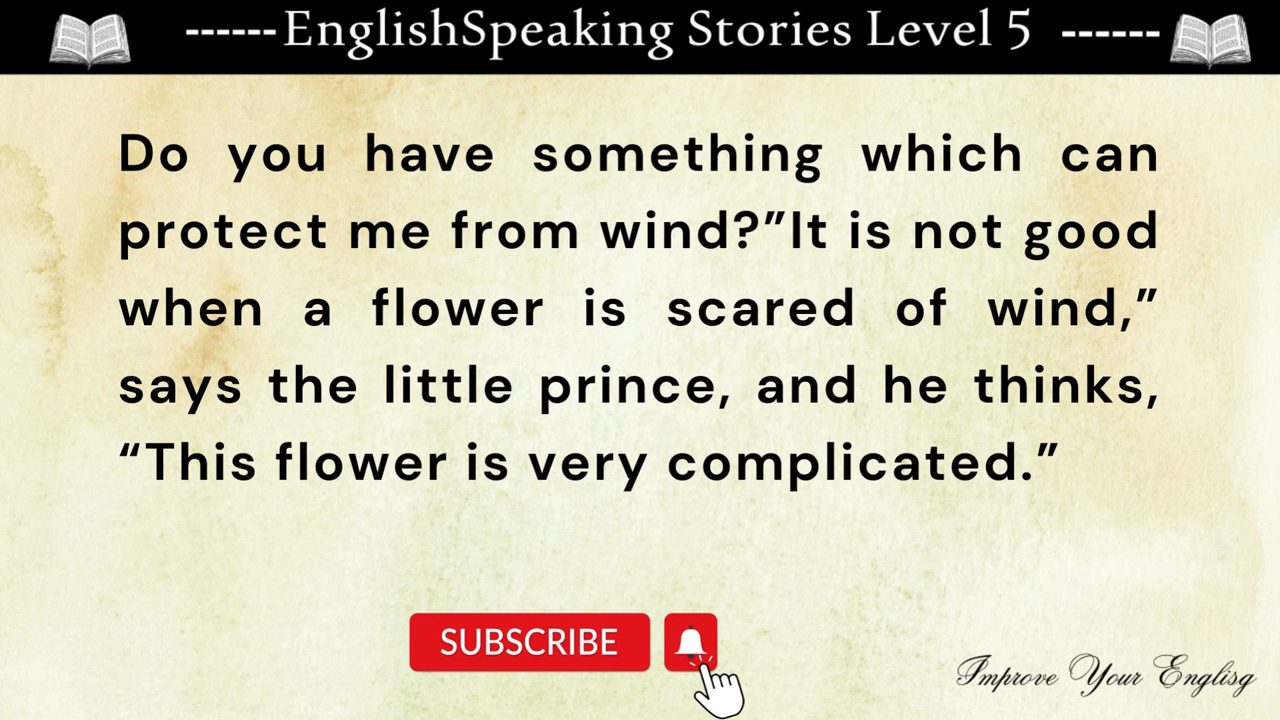 ------EnglishSpeaking Stories Level 5 ------
Do you have something which can
protect me from wind?”It is not good
when a flower is scared of wind,”
says the little prince, and he thinks,
“This flower is very complicated.”
SUBSCRIBE
Improve Your Englisg